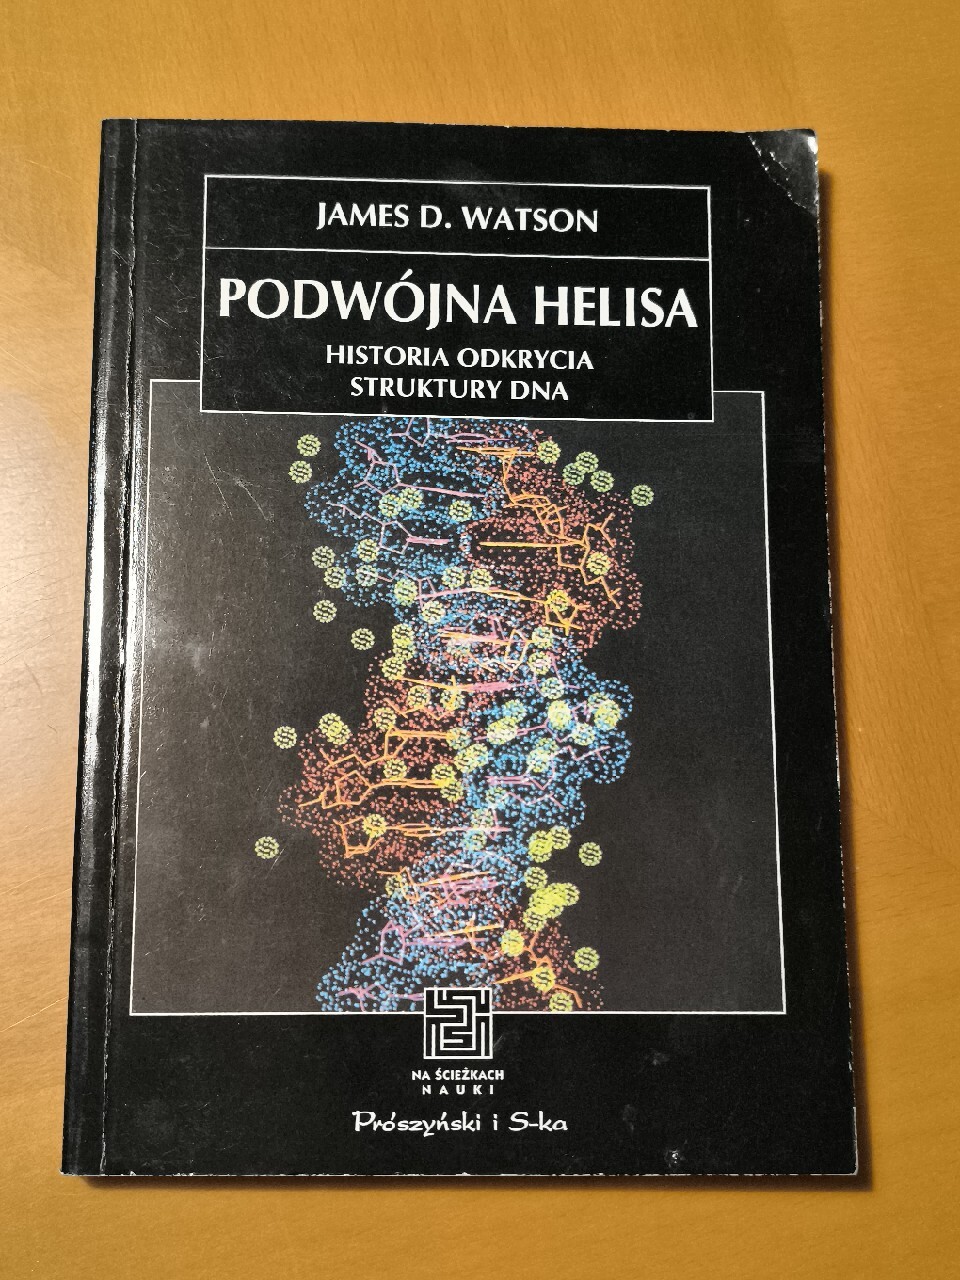 JAMES D. WATSON
PODWÓJNA HELISA
HISTORIA ODKRYCIA
STRUKTURY DNA
NA ŚCIEŻKACH
NAUKI
Prószyński i S-ka